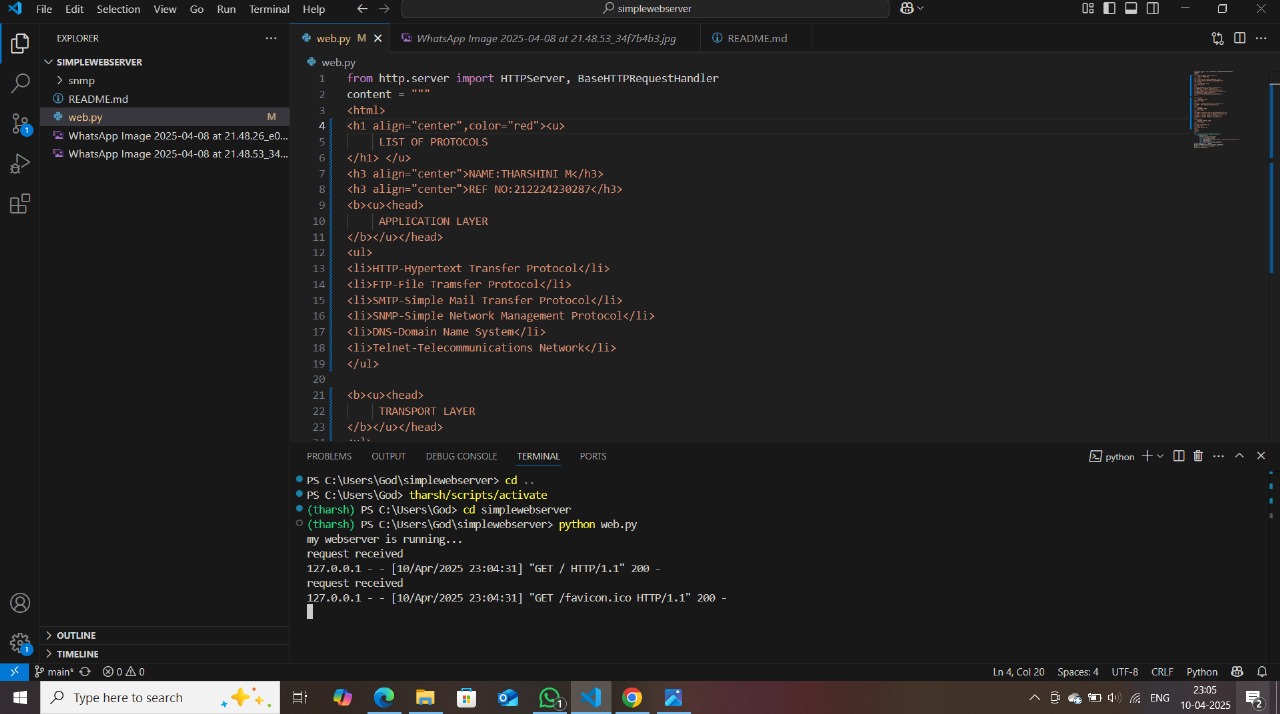 File Edit Selection View Go Run Terminal Help simplewebserver
EXPLORER
web.py M WhatsApp Image 2025-04-08 at 21.48.53_34f7b4b3.jpg README.md
SIMPLEWEBSERVER
snmp
README.md
web.py M
WhatsApp Image 2025-04-08 at 21.48.26_e0...
WhatsApp Image 2025-04-08 at 21.48.53_34...
1
OUTLINE
TIMELINE
1
web.py
1 from http.server import HTTPServer, BaseHTTPRequestHandler
2 content = """
3 <html>
4 <h1 align="center",color="red"><u>
5 LIST OF PROTOCOLS
6 </h1> </u>
7 <h3 align="center">NAME:THARSHINI M</h3>
8 <h3 align="center">REF NO:212224230287</h3>
9 <b><u><head>
10 APPLICATION LAYER
11 </b></u></head>
12 <ul>
13 <li>HTTP-Hypertext Transfer Protocol</li>
14 <li>FTP-File Tramsfer Protocol</li>
15 <li>SMTP-Simple Mail Transfer Protocol</li>
16 <li>SNMP-Simple Network Management Protocol</li>
17 <li>DNS-Domain Name System</li>
18 <li>Telnet-Telecommunications Network</li>
19 </ul>
20
21 <b><u><head>
22 TRANSPORT LAYER
23 </b></u></head>
PROBLEMS OUTPUT DEBUG CONSOLE TERMINAL PORTS python
PS C:\Users\God\simplewebserver> cd ..
PS C:\Users\God> tharsh/scripts/activate
(tharsh) PS C:\Users\God> cd simplewebserver
(tharsh) PS C:\Users\God\simplewebserver> python web.py
my webserver is running...
request received
127.0.0.1 - - [10/Apr/2025 23:04:31] "GET / HTTP/1.1" 200 -
request received
127.0.0.1 - - [10/Apr/2025 23:04:31] "GET /favicon.ico HTTP/1.1" 200 -
main* 0 0 Ln 4, Col 20 Spaces: 4 UTF-8 CRLF Python
Type here to search 1 ENG 23:05
10-04-2025 2